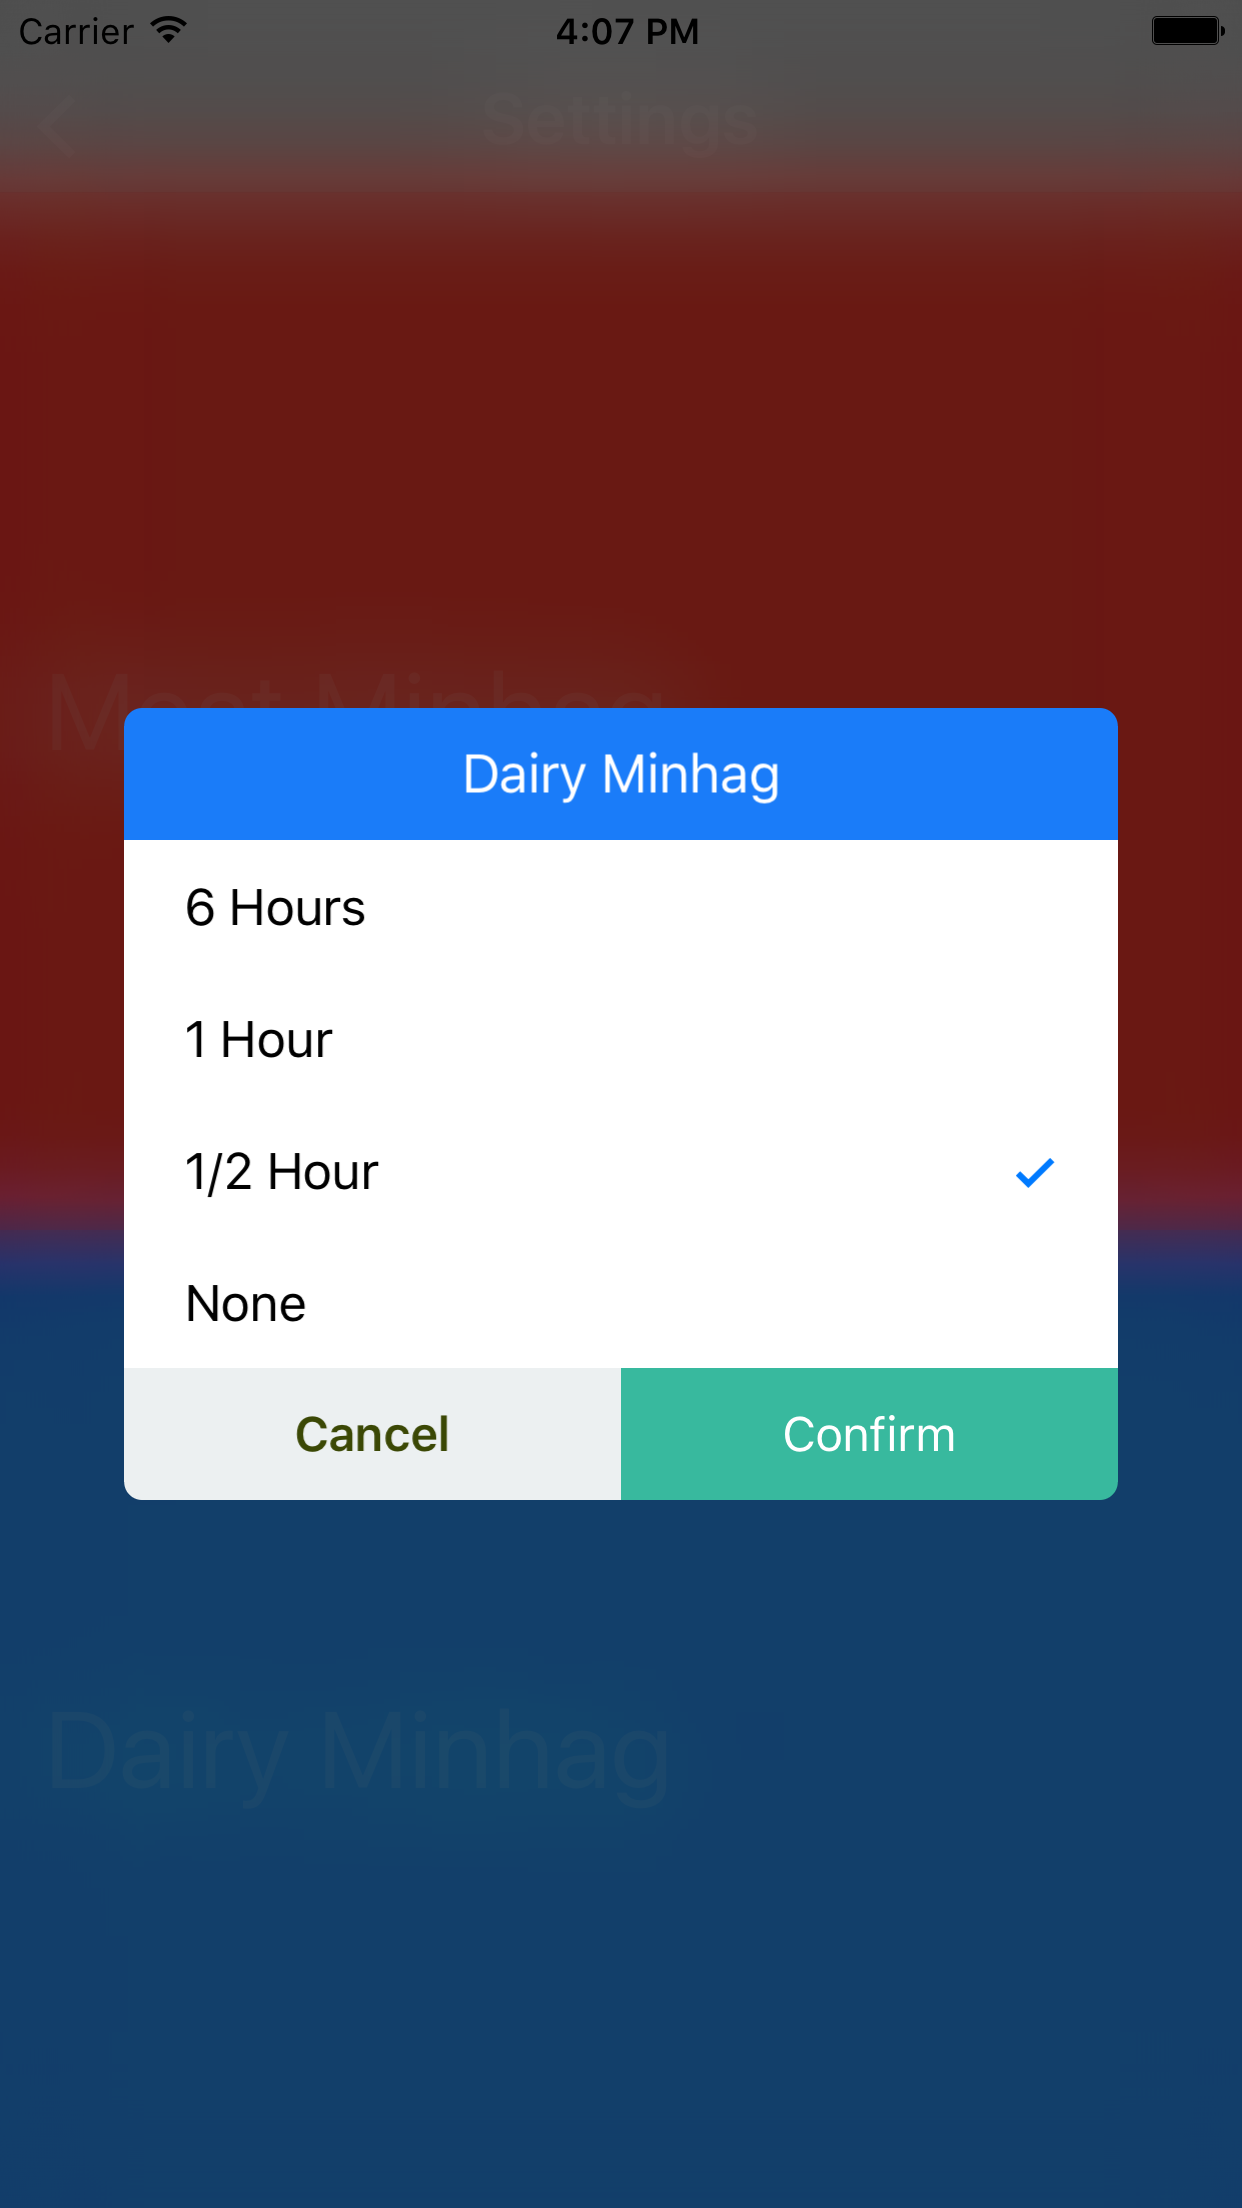 Carrier 4:07 PM
Settings
Meat Minhag
Dairy Minhag
6 Hours
1 Hour
1/2 Hour
None
Cancel Confirm
Dairy Minhag